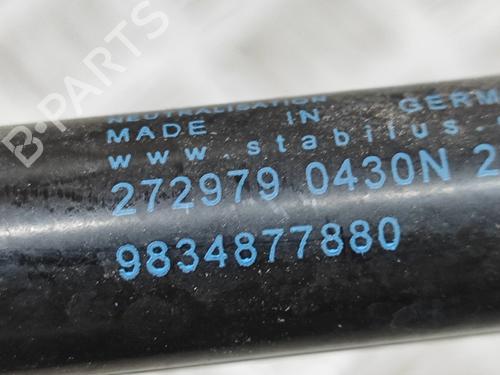 NEUTRALISATION
MADE IN GERM
www.stabilus.
272979 0430N 2
9834877880
B-PARTS